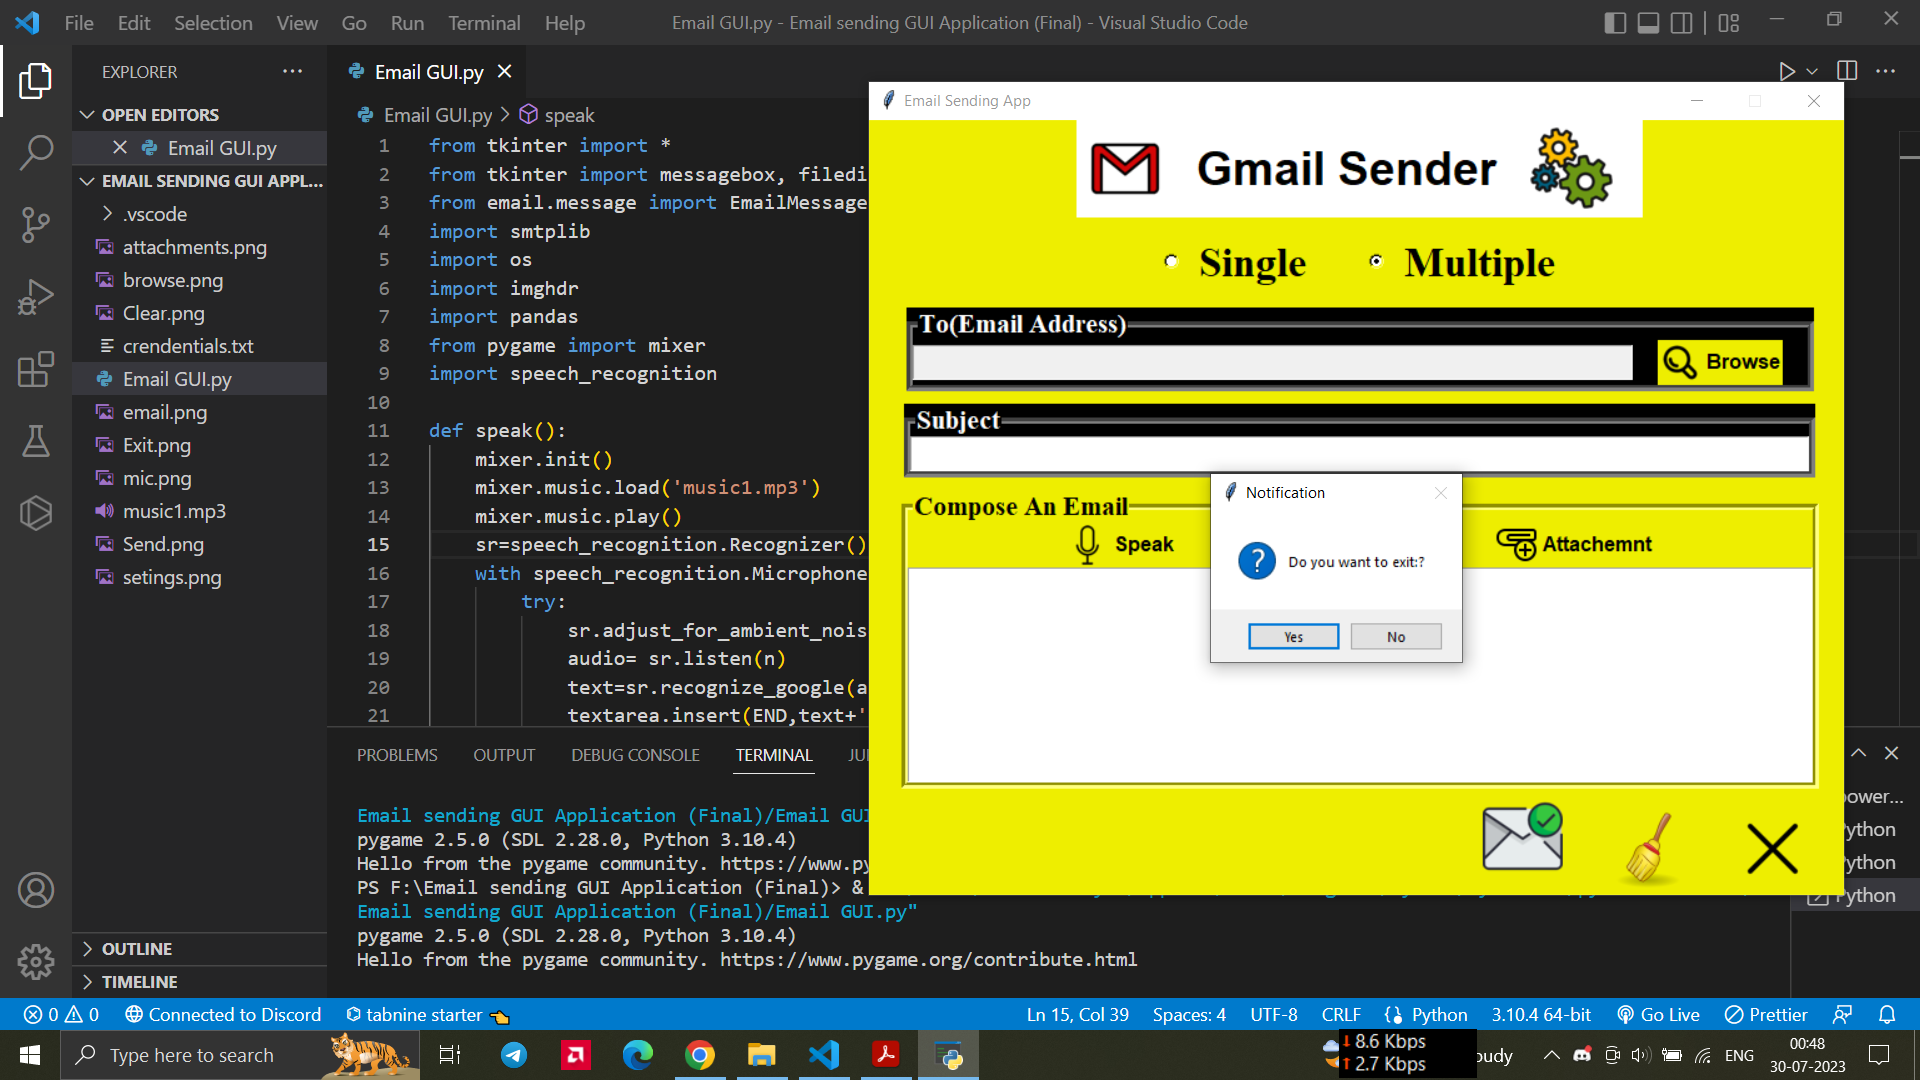 File Edit Selection View Go Run Terminal Help
Email GUI.py - Email sending GUI Application (Final) - Visual Studio Code
EXPLORER
OPEN EDITORS
Email GUI.py
EMAIL SENDING GUI APPL...
.vscode
attachments.png
browse.png
Clear.png
crendentials.txt
Email GUI.py
email.png
Exit.png
mic.png
music1.mp3
Send.png
setings.png
OUTLINE
TIMELINE
Email GUI.py
Email GUI.py > speak
1 from tkinter import *
2 from tkinter import messagebox, filedi
3 from email.message import EmailMessage
4 import smtplib
5 import os
6 import imghdr
7 import pandas
8 from pygame import mixer
9 import speech_recognition
10
11 def speak():
12 mixer.init()
13 mixer.music.load('music1.mp3')
14 mixer.music.play()
15 sr=speech_recognition.Recognizer()
16 with speech_recognition.Microphone
17 try:
18 sr.adjust_for_ambient_nois
19 audio= sr.listen(n)
20 text=sr.recognize_google(a
21 textarea.insert(END,text+'
PROBLEMS OUTPUT DEBUG CONSOLE TERMINAL JU
Email sending GUI Application (Final)/Email GUI
pygame 2.5.0 (SDL 2.28.0, Python 3.10.4)
Hello from the pygame community. https://www.py
PS F:\Email sending GUI Application (Final)> &
Email sending GUI Application (Final)/Email GUI.py"
pygame 2.5.0 (SDL 2.28.0, Python 3.10.4)
Hello from the pygame community. https://www.pygame.org/contribute.html
ower...
ython
ython
Python
Email Sending App
Gmail Sender
Single Multiple
To(Email Address)
Browse
Subject
Compose An Email
Speak
Attachemnt
Notification
Do you want to exit:?
Yes No
0 0 Connected to Discord tabnine starter
Ln 15, Col 39 Spaces: 4 UTF-8 CRLF Python 3.10.4 64-bit Go Live Prettier
Type here to search
8.6 Kbps
2.7 Kbps
oudy
ENG
00:48
30-07-2023